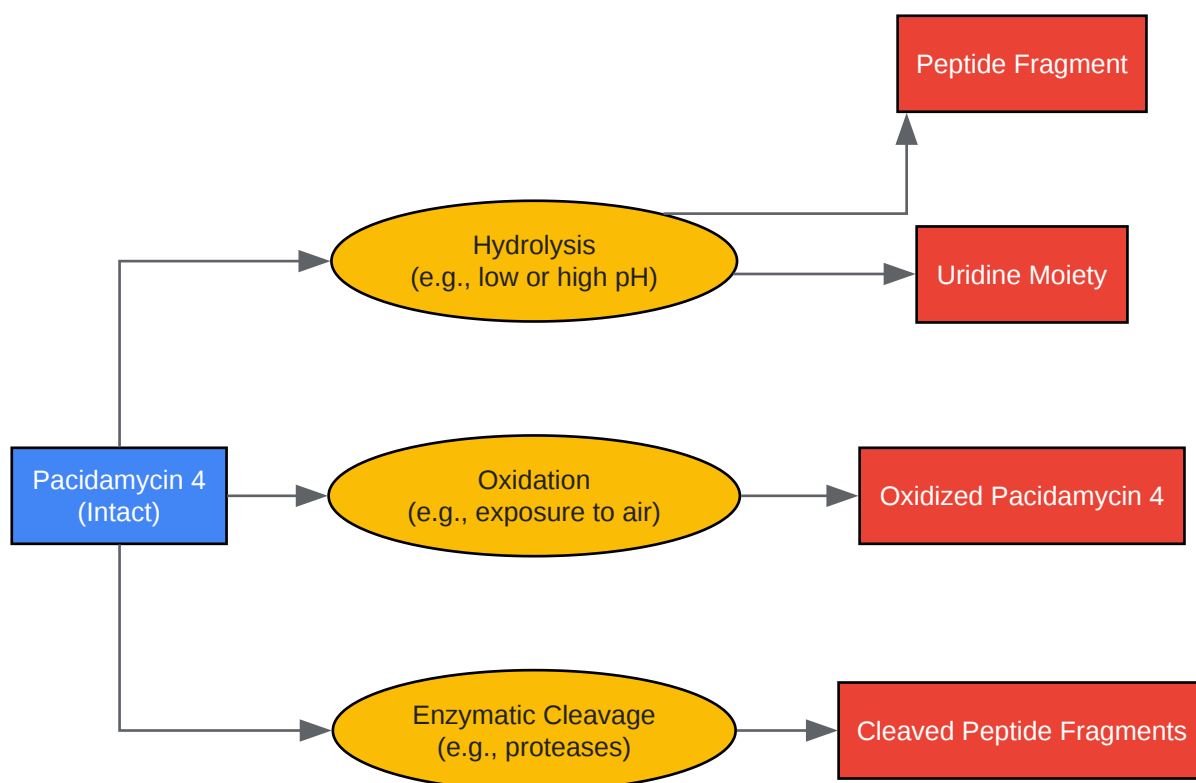 Peptide Fragment
Hydrolysis
(e.g., low or high pH)
Uridine Moiety
Pacidamycin 4
(Intact)
Oxidation
(e.g., exposure to air)
Oxidized Pacidamycin 4
Enzymatic Cleavage
(e.g., proteases)
Cleaved Peptide Fragments